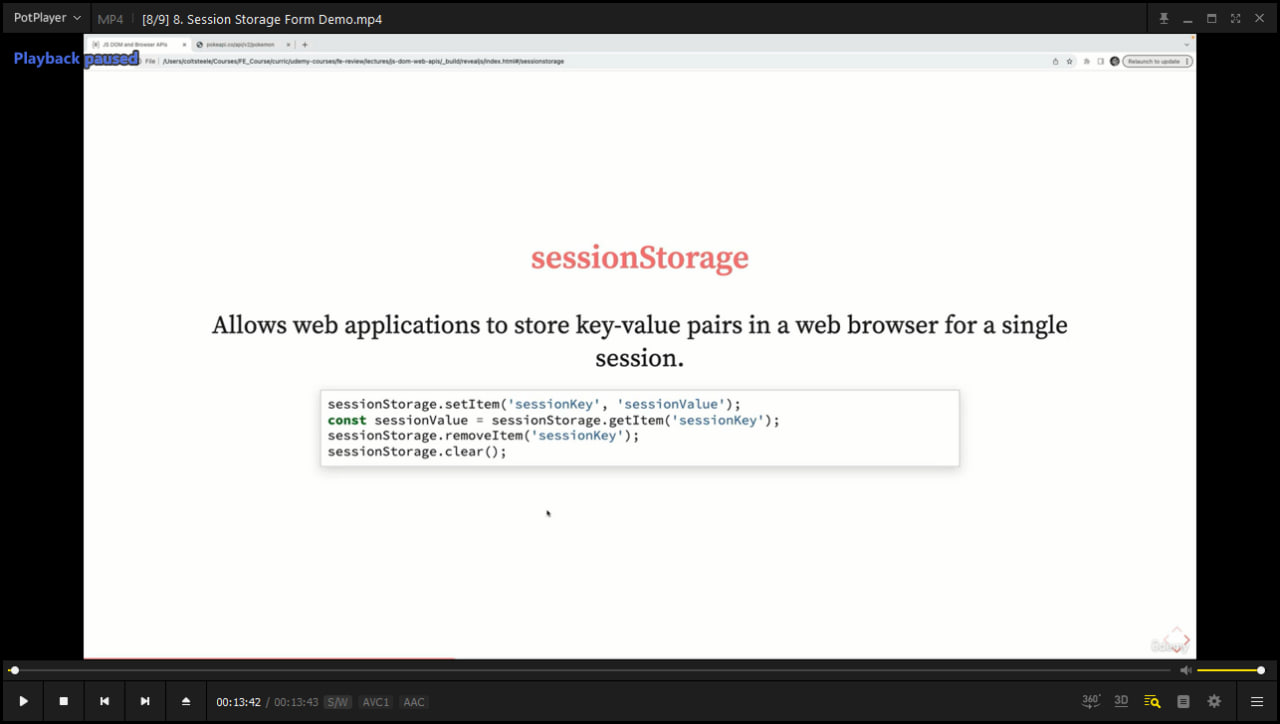 PotPlayer
MP4
[8/9] 8. Session Storage Form Demo.mp4
Playback paused
JS DOM and Browser APIs
pokeapi.co/api/v2/pokemon
File
/Users/coltsteele/Courses/FE_Course/curric/udemy-courses/fe-review/lectures/js-dom-web-apis/_build/revealjs/index.html#/sessionstorage
Relaunch to update
sessionStorage
Allows web applications to store key-value pairs in a web browser for a single
session.
sessionStorage.setItem('sessionKey', 'sessionValue');
const sessionValue = sessionStorage.getItem('sessionKey');
sessionStorage.removeItem('sessionKey');
sessionStorage.clear();
Udemy
00:13:42 / 00:13:43 S/W AVC1 AAC
360° 3D